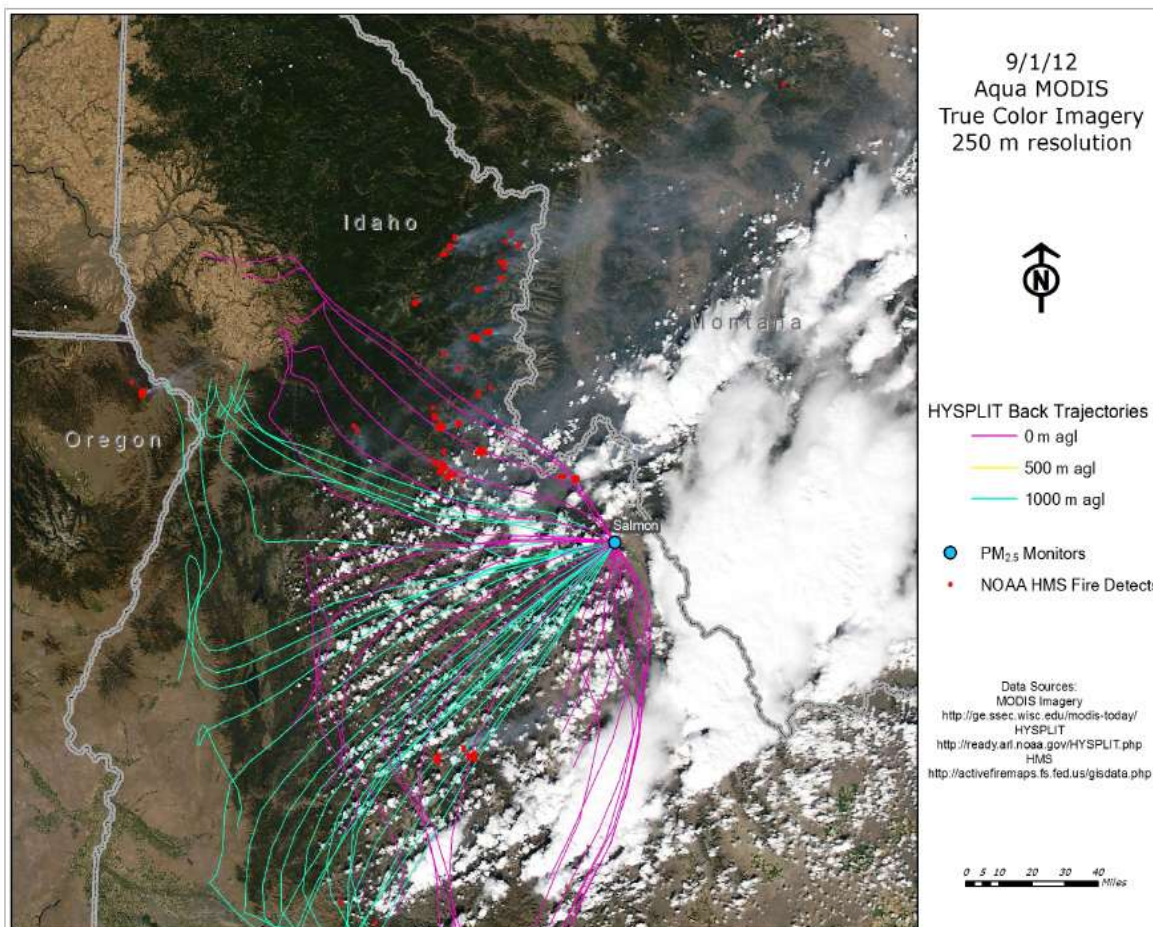 9/1/12
Aqua MODIS
True Color Imagery
250 m resolution
Idaho
Montana
Oregon
Salmon
N
HYSPLIT Back Trajectories
0 m agl
500 m agl
1000 m agl
PM2.5 Monitors
NOAA HMS Fire Detects
Data Sources:
MODIS Imagery
http://ge.ssec.wisc.edu/modis-today/
HYSPLIT
http://ready.arl.noaa.gov/HYSPLIT.php
HMS
http://activefiremaps.fs.fed.us/gisdata.php
0 5 10 20 30 40
Miles